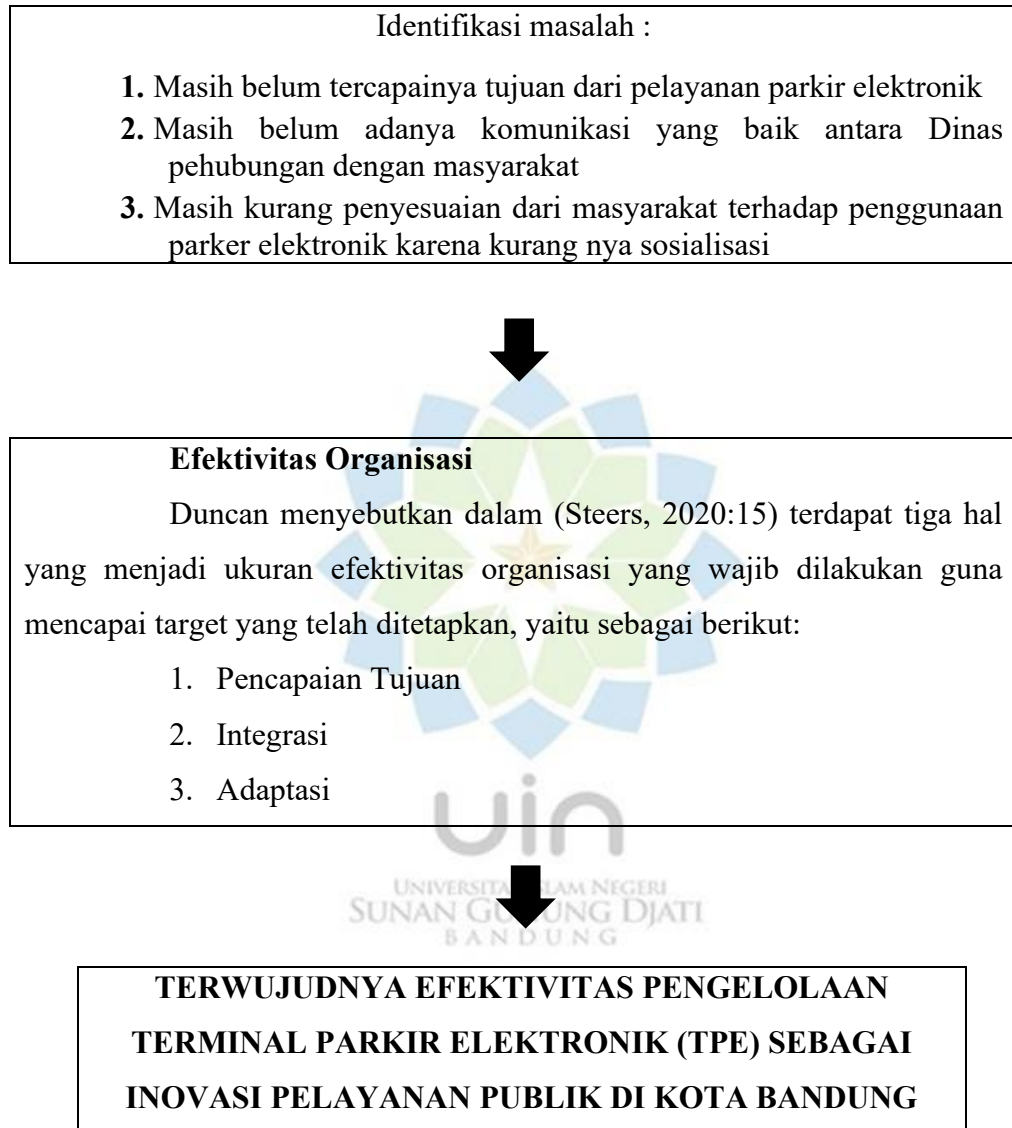 Identifikasi masalah :
1. Masih belum tercapainya tujuan dari pelayanan parkir elektronik
2. Masih belum adanya komunikasi yang baik antara Dinas
pehubungan dengan masyarakat
3. Masih kurang penyesuaian dari masyarakat terhadap penggunaan
parker elektronik karena kurang nya sosialisasi
Efektivitas Organisasi
Duncan menyebutkan dalam (Steers, 2020:15) terdapat tiga hal
yang menjadi ukuran efektivitas organisasi yang wajib dilakukan guna
mencapai target yang telah ditetapkan, yaitu sebagai berikut:
1. Pencapaian Tujuan
2. Integrasi
3. Adaptasi
uin
SUNAN DJATI
BANDUNG
TERWUJUDNYA EFEKTIVITAS PENGELOLAAN
TERMINAL PARKIR ELEKTRONIK (TPE) SEBAGAI
INOVASI PELAYANAN PUBLIK DI KOTA BANDUNG